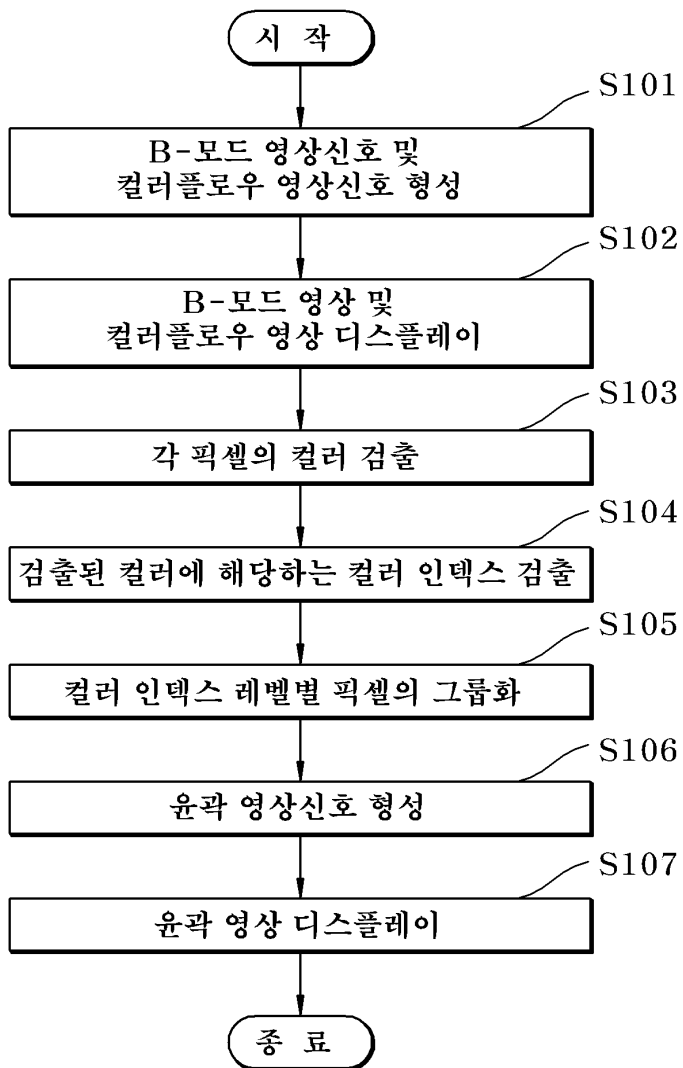 시 작
S101
B-모드 영상신호 및
컬러플로우 영상신호 형성
S102
B-모드 영상 및
컬러플로우 영상 디스플레이
S103
각 픽셀의 컬러 검출
S104
검출된 컬러에 해당하는 컬러 인덱스 검출
S105
컬러 인덱스 레벨별 픽셀의 그룹화
S106
윤곽 영상신호 형성
S107
윤곽 영상 디스플레이
종 료